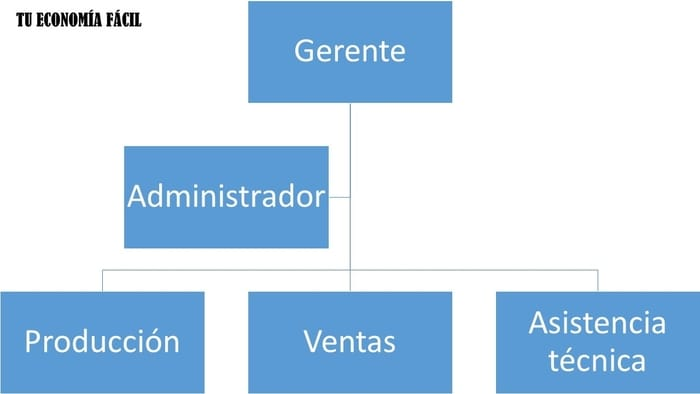 TU ECONOMÍA FÁCIL
Gerente
Administrador
Producción
Ventas
Asistencia
técnica